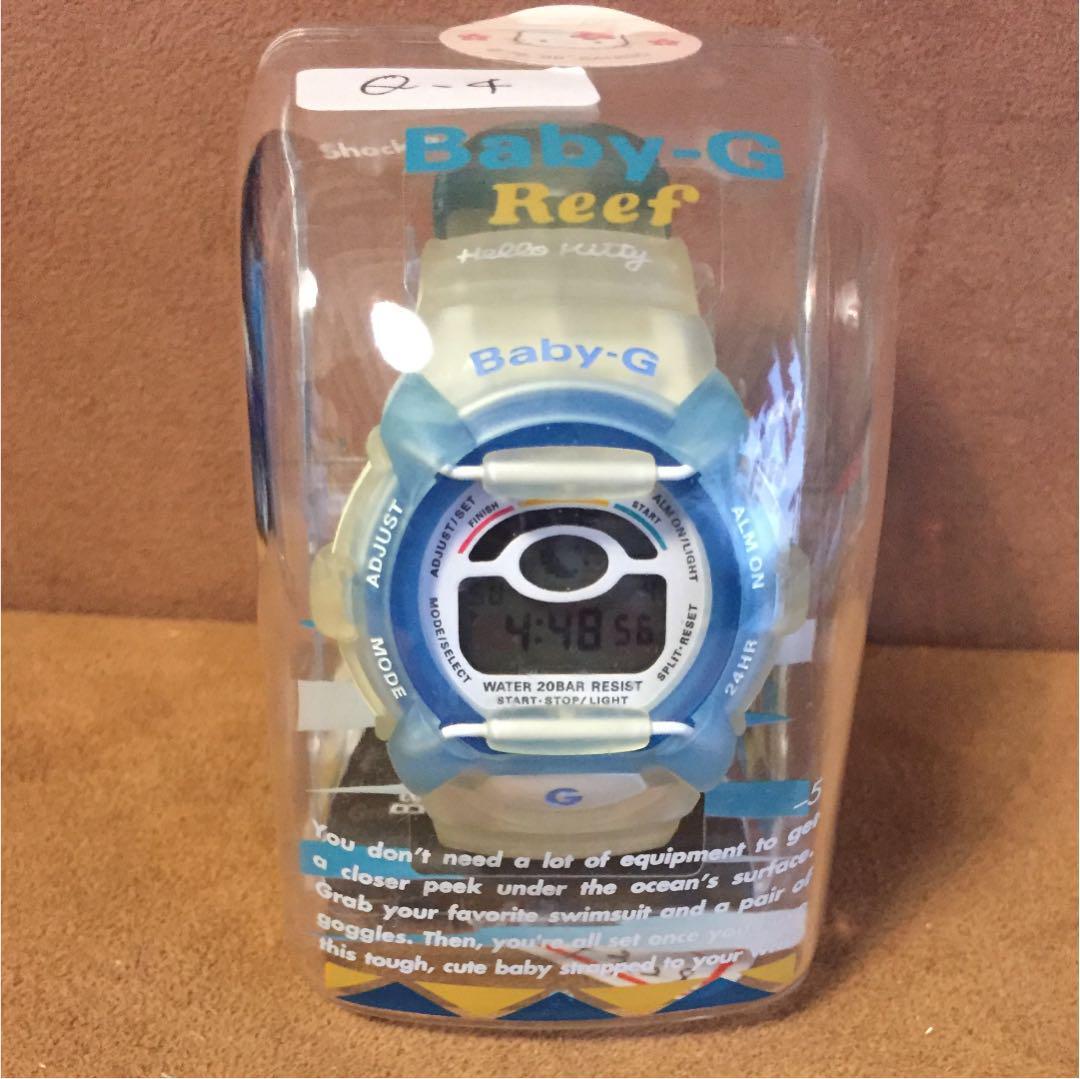 Q-4
Shock
Baby-G
Reef
Hello Kitty
Baby-G
ADJUST
MODE
ALM ON
24HR
ADJUST/SET
FINISH
START
ALM ON/LIGHT
MODE/SELECT
SPLIT·RESET
4:48 56
WATER 20BAR RESIST
START·STOP/LIGHT
G
-5
You don't need a lot of equipment to get
a closer peek under the ocean's surface.
Grab your favorite swimsuit and a pair of
goggles. Then, you're all set once
this tough, cute baby strapped to your